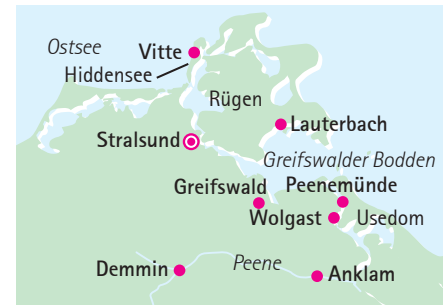 Ostsee
Vitte
Hiddensee
Rügen
Lauterbach
Stralsund
Greifswalder Bodden
Greifswald
Peenemünde
Wolgast
Usedom
Demmin
Peene
Anklam